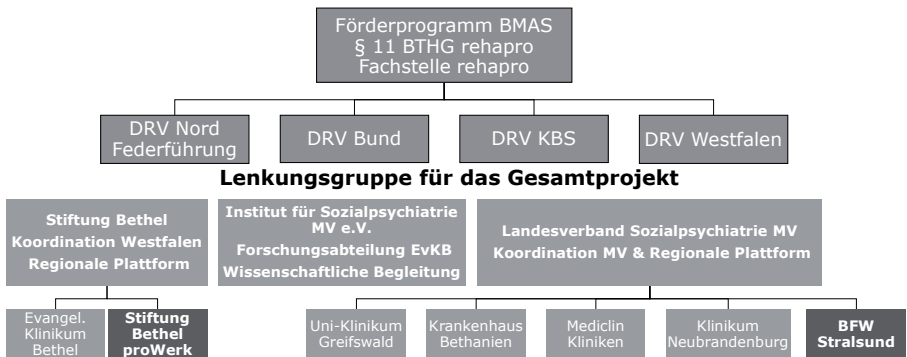 Förderprogramm BMAS
§ 11 BTHG rehapro
Fachstelle rehapro
DRV Nord
Federführung
DRV Bund
DRV KBS
DRV Westfalen
Lenkungsgruppe für das Gesamtprojekt
Stiftung Bethel
Koordination Westfalen
Regionale Plattform
Institut für Sozialpsychiatrie
MV e.V.
Forschungsabteilung EvKB
Wissenschaftliche Begleitung
Landesverband Sozialpsychiatrie MV
Koordination MV & Regionale Plattform
Evangel.
Klinikum
Bethel
Stiftung
Bethel
proWerk
Uni-Klinikum
Greifswald
Krankenhaus
Bethanien
Mediclin
Kliniken
Klinikum
Neubrandenburg
BFW
Stralsund